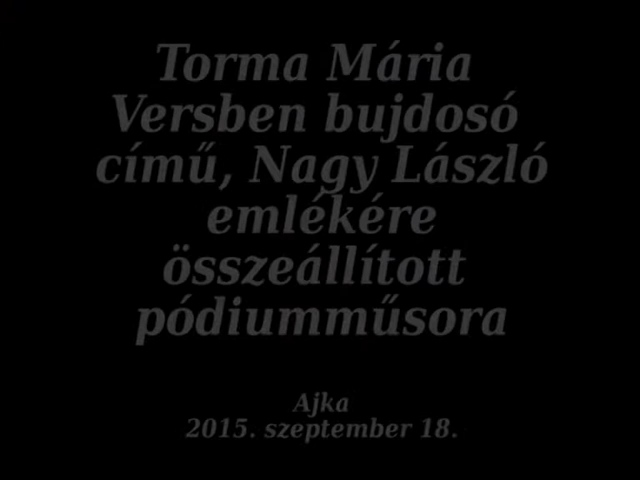 Torma Mária
Versben bujdosó
című, Nagy László
emlékére
összeállított
pódiumműsora
Ajka
2015. szeptember 18.